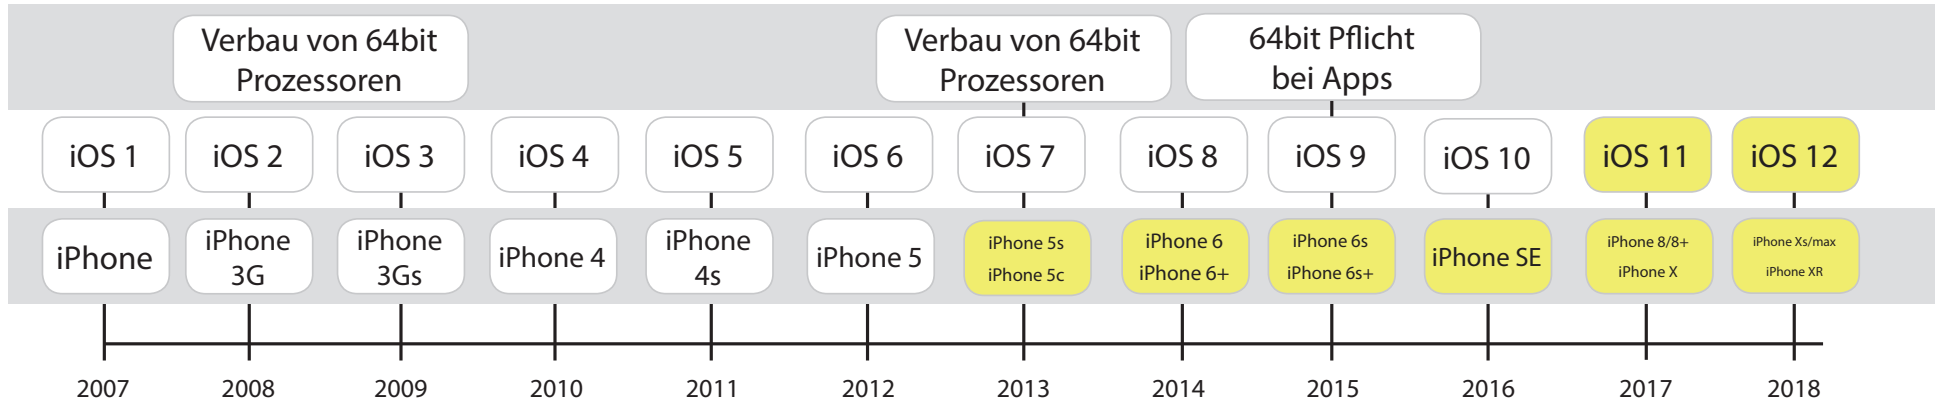 Verbau von 64bit
Prozessoren
Verbau von 64bit
Prozessoren
64bit Pflicht
bei Apps
iOS 1
iOS 2
iOS 3
iOS 4
iOS 5
iOS 6
iOS 7
iOS 8
iOS 9
iOS 10
iOS 11
iOS 12
iPhone
iPhone
3G
iPhone
3Gs
iPhone 4
iPhone
4s
iPhone 5
iPhone 5s
iPhone 5c
iPhone 6
iPhone 6+
iPhone 6s
iPhone 6s+
iPhone SE
iPhone 8/8+
iPhone X
iPhone Xs/max
iPhone XR
2007
2008
2009
2010
2011
2012
2013
2014
2015
2016
2017
2018